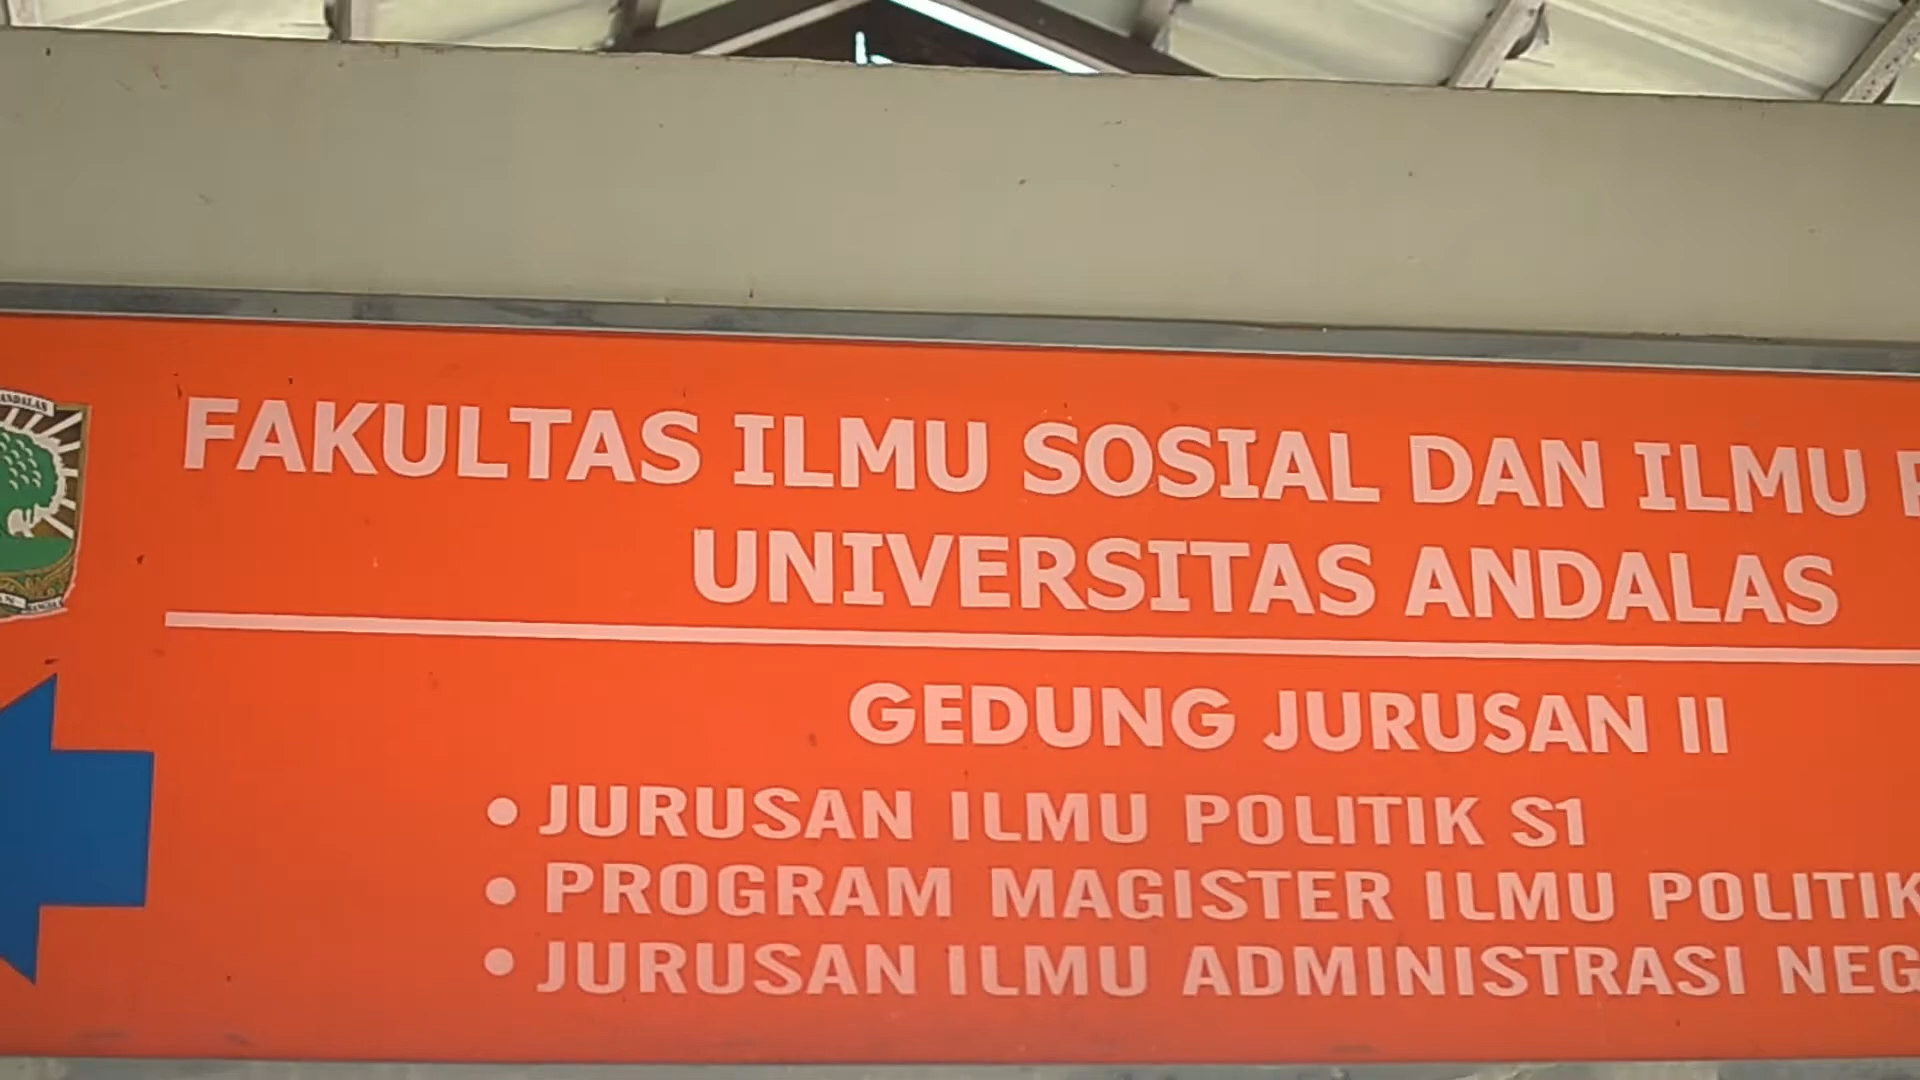 ANDALAS
FAKULTAS ILMU SOSIAL DAN ILMU
UNIVERSITAS ANDALAS
GEDUNG JURUSAN II
• JURUSAN ILMU POLITIK S1
• PROGRAM MAGISTER ILMU POLITIK
• JURUSAN ILMU ADMINISTRASI NEG